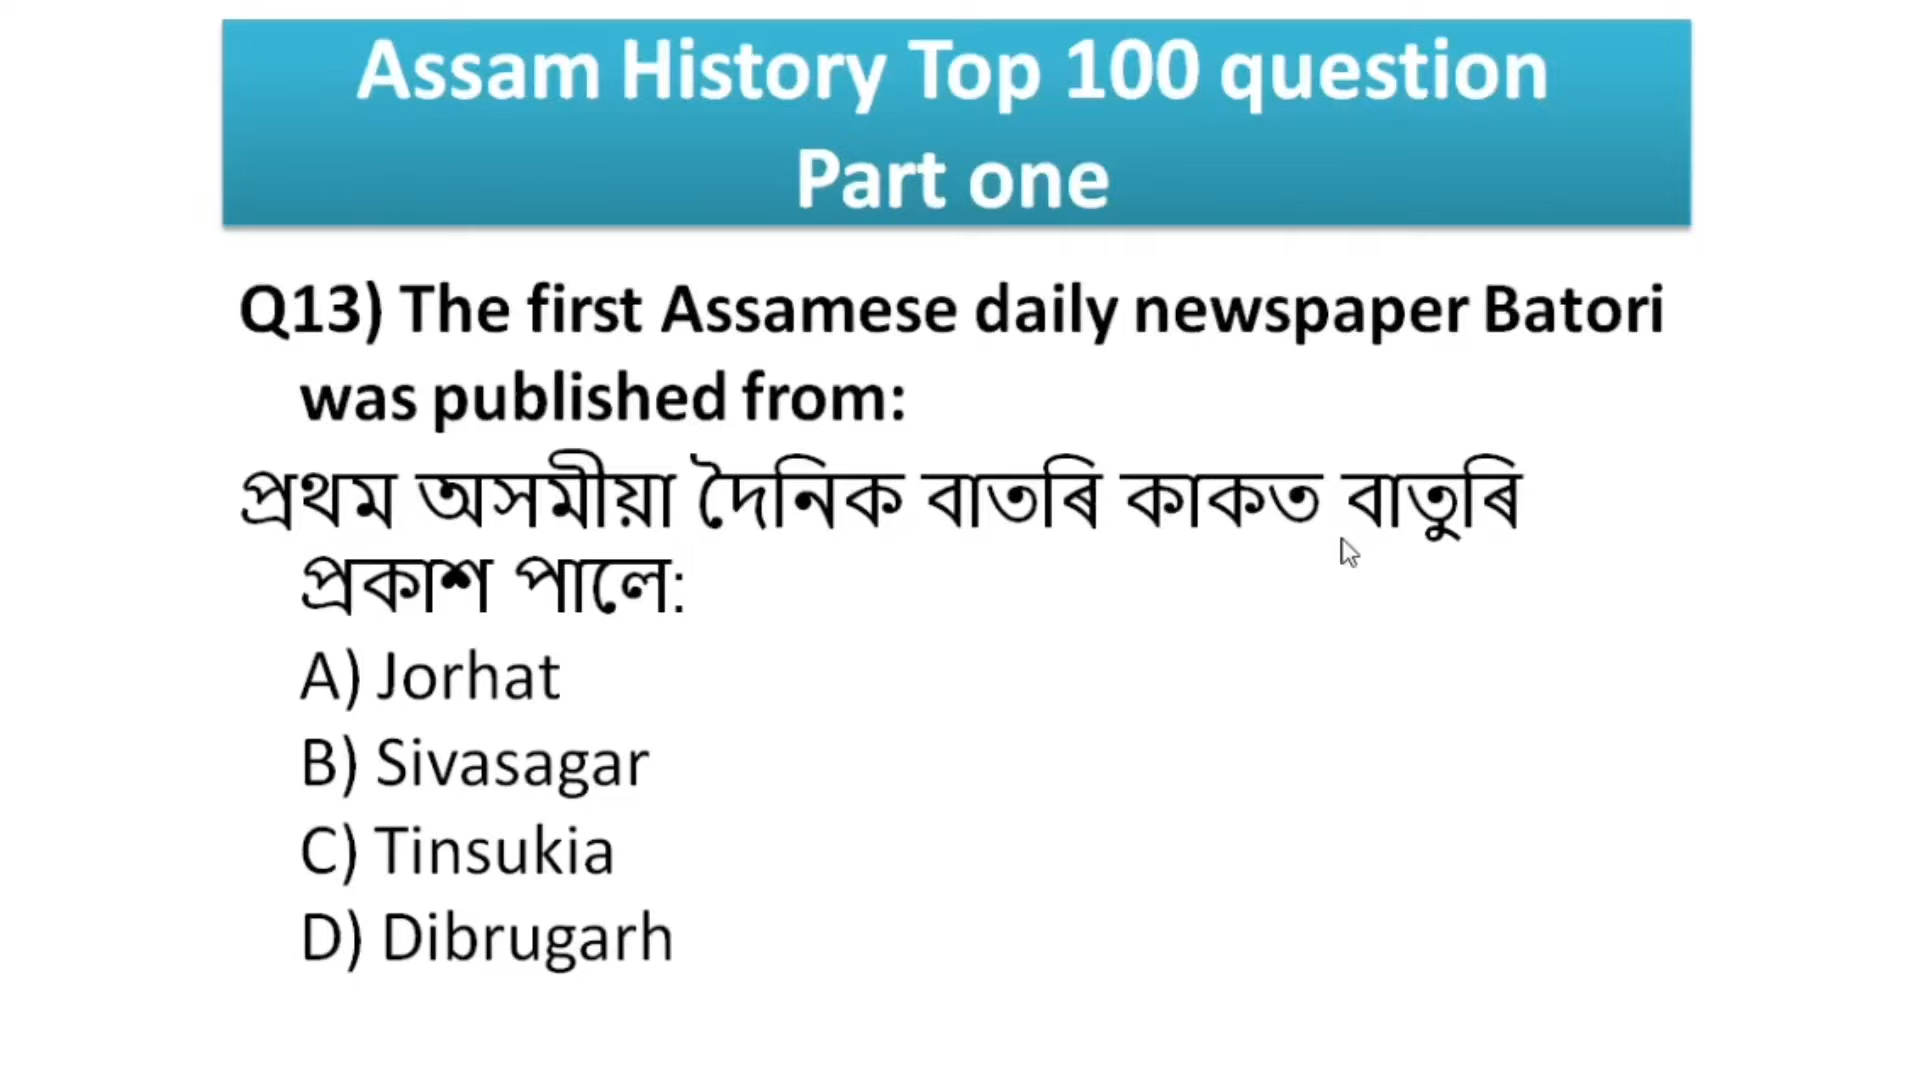 Assam History Top 100 question
Part one
Q13) The first Assamese daily newspaper Batori
was published from:
প্ৰথম অসমীয়া দৈনিক বাতৰি কাকত বাতুৰি
প্ৰকাশ পালে:
A) Jorhat
B) Sivasagar
C) Tinsukia
D) Dibrugarh